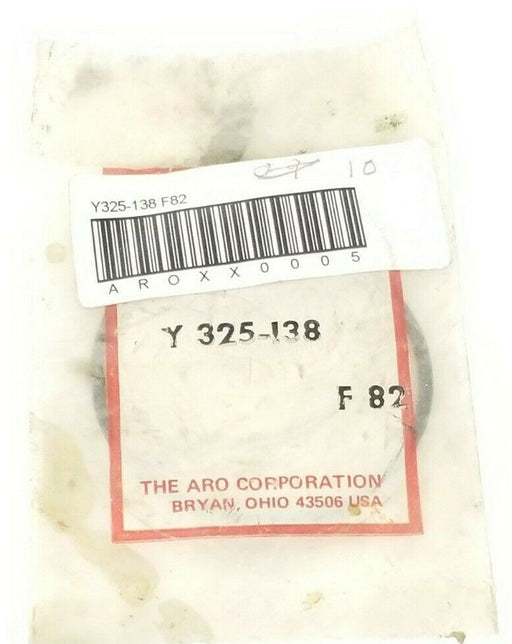 10
Y325-138 F82
AROXX0005
Y 325-138
F 82
THE ARO CORPORATION
BRYAN, OHIO 43506 USA